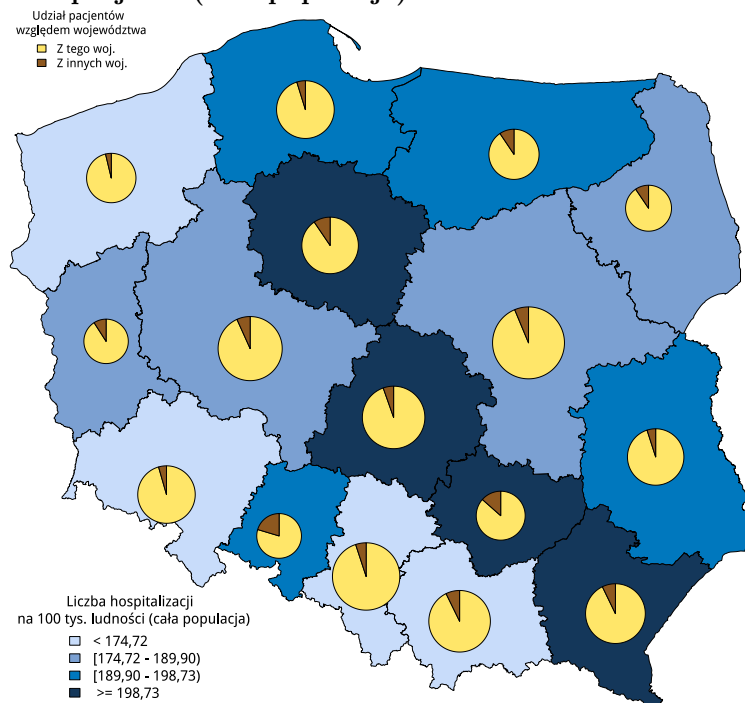 Udział pacjentów
względem województwa
Z tego woj.
Z innych woj.
Liczba hospitalizacji
na 100 tys. ludności (cała populacja)
< 174,72
[174,72 - 189,90)
[189,90 - 198,73)
>= 198,73